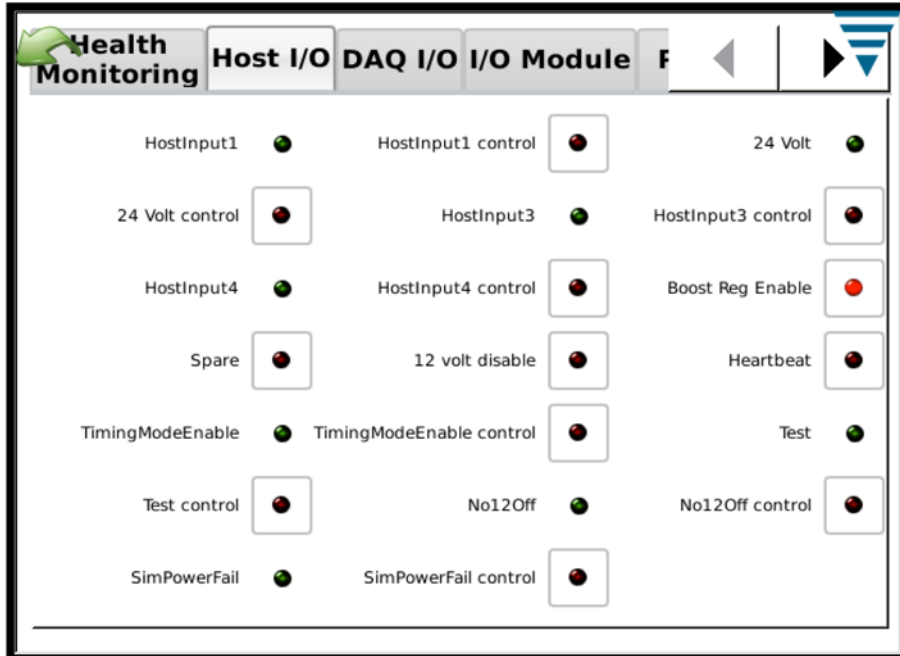 Health
Monitoring
Host I/O
DAQ I/O
I/O Module
HostInput1
HostInput1 control
24 Volt
24 Volt control
HostInput3
HostInput3 control
HostInput4
HostInput4 control
Boost Reg Enable
Spare
12 volt disable
Heartbeat
TimingModeEnable
TimingModeEnable control
Test
Test control
No12Off
No12Off control
SimPowerFail
SimPowerFail control